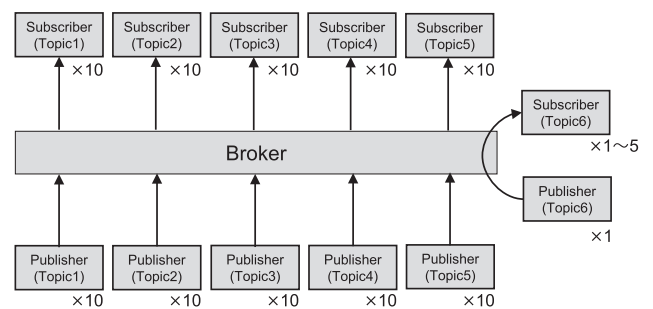 Subscriber
(Topic1)
×10
Subscriber
(Topic2)
×10
Subscriber
(Topic3)
×10
Subscriber
(Topic4)
×10
Subscriber
(Topic5)
×10
Subscriber
(Topic6)
×1～5
Broker
Publisher
(Topic6)
×1
Publisher
(Topic1)
×10
Publisher
(Topic2)
×10
Publisher
(Topic3)
×10
Publisher
(Topic4)
×10
Publisher
(Topic5)
×10